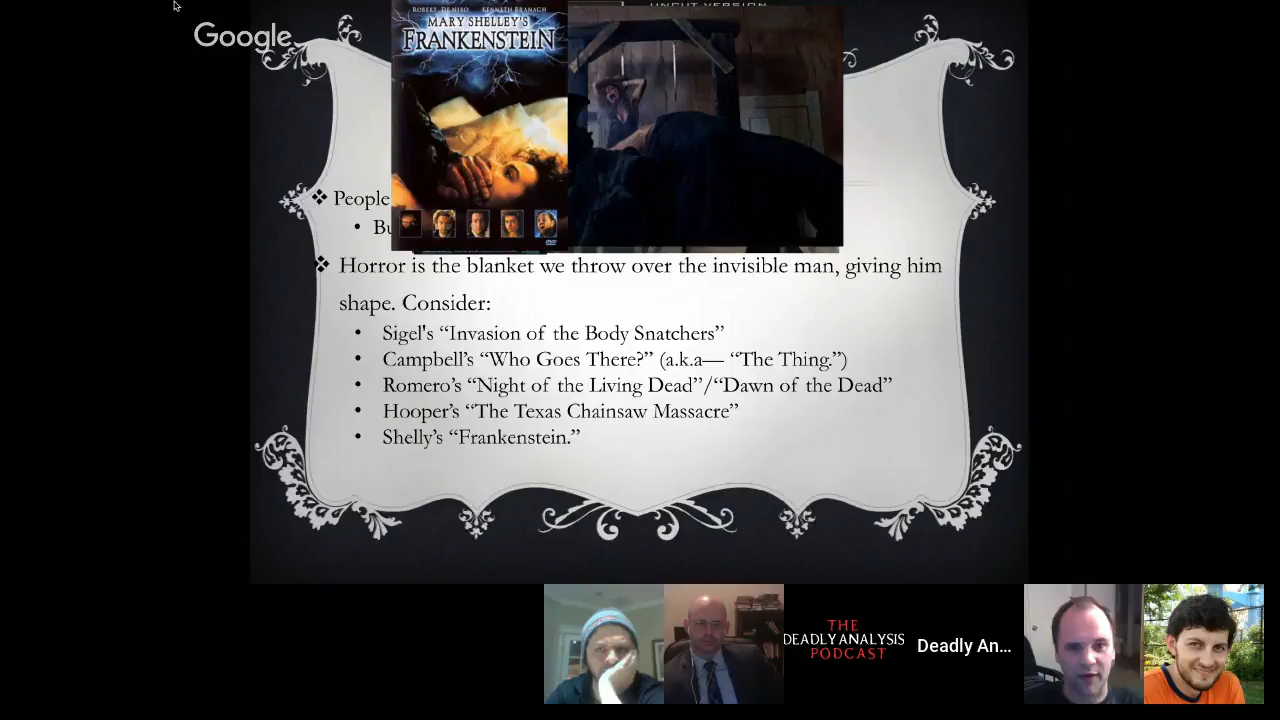 Google
ROBERT DE NIRO KENNETH BRANAGH
MARY SHELLEY'S
FRANKENSTEIN
UNCUT VERSION
❖ People
• Bu
❖ Horror is the blanket we throw over the invisible man, giving him
shape. Consider:
• Sigel's “Invasion of the Body Snatchers”
• Campbell’s “Who Goes There?” (a.k.a— “The Thing.”)
• Romero’s “Night of the Living Dead”/“Dawn of the Dead”
• Hooper’s “The Texas Chainsaw Massacre”
• Shelly’s “Frankenstein.”
THE
DEADLY ANALYSIS
PODCAST
Deadly An...